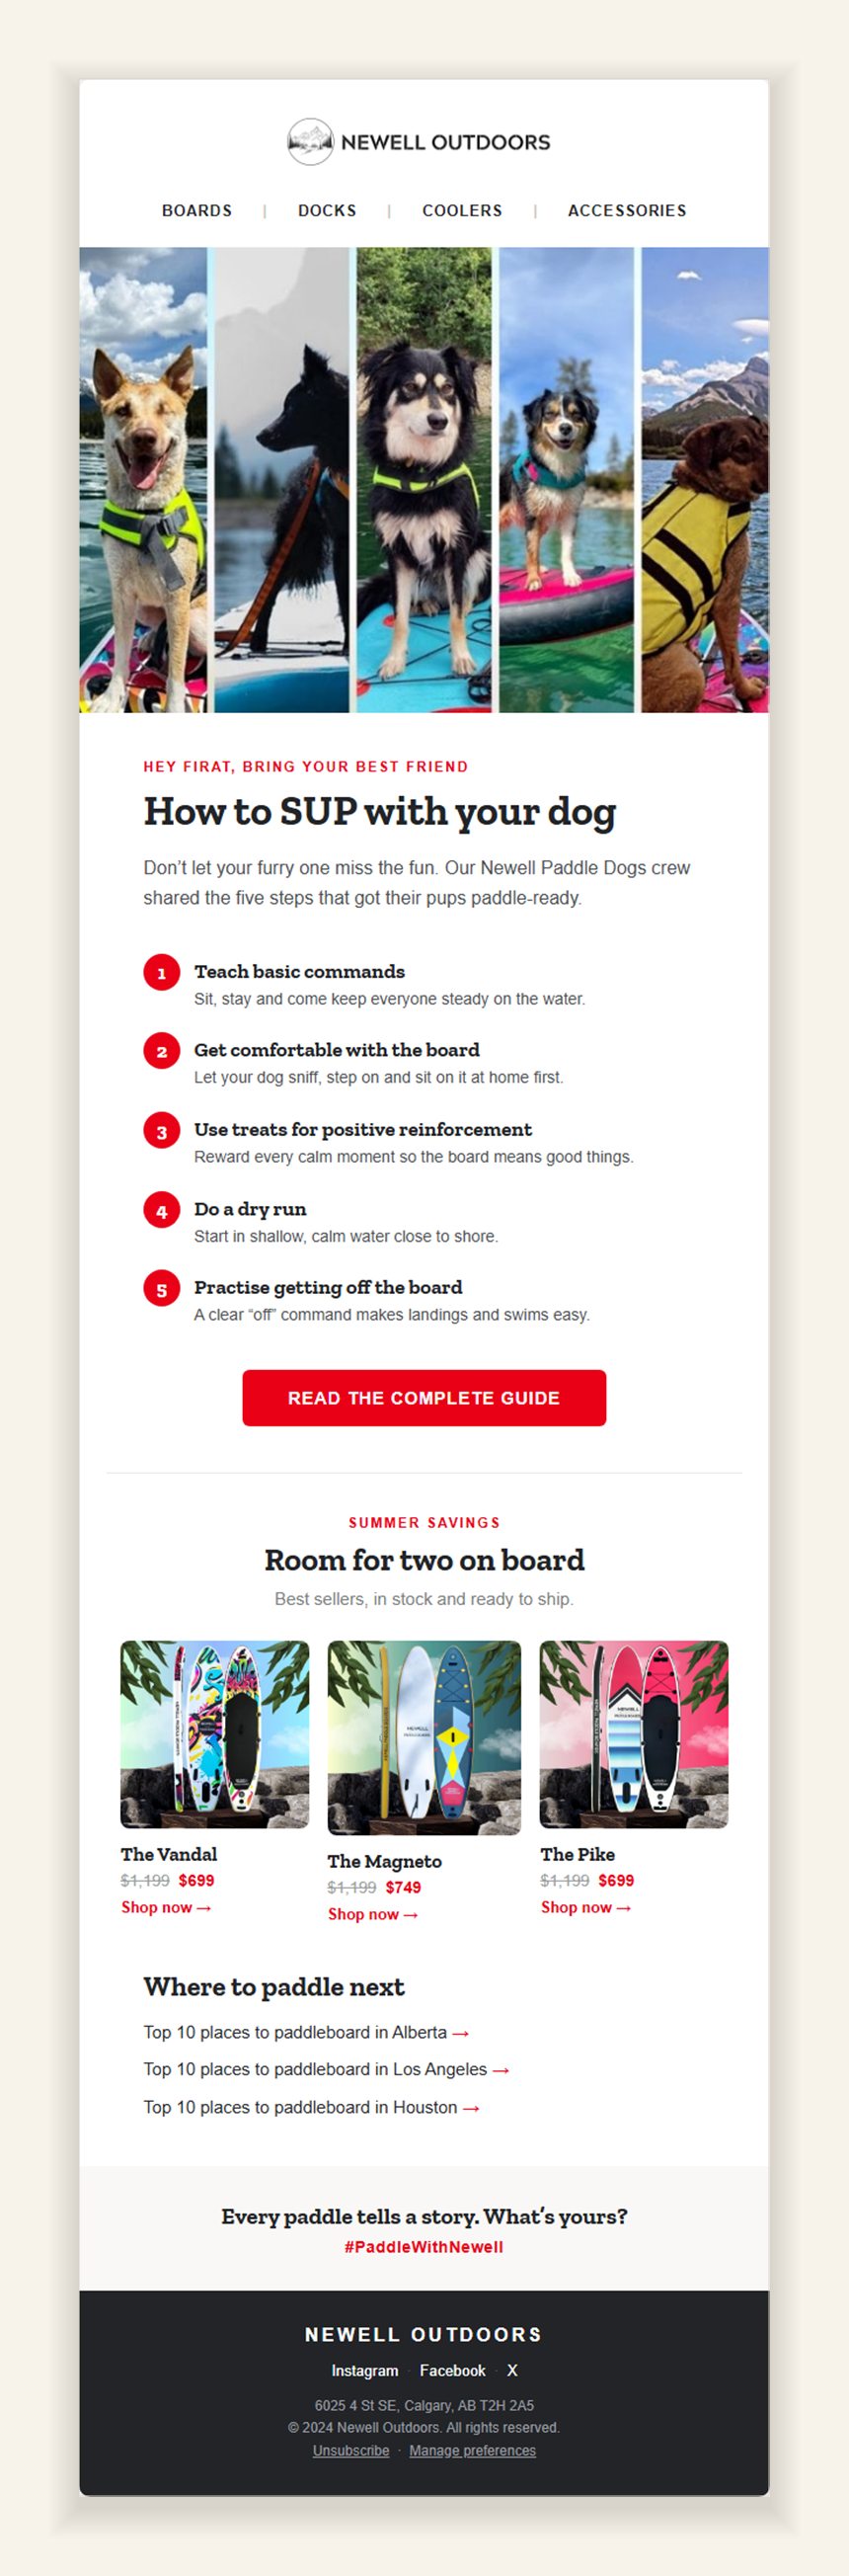 NEWELL OUTDOORS
BOARDS | DOCKS | COOLERS | ACCESSORIES
HEY FIRAT, BRING YOUR BEST FRIEND
How to SUP with your dog
Don’t let your furry one miss the fun. Our Newell Paddle Dogs crew
shared the five steps that got their pups paddle-ready.
1 Teach basic commands
Sit, stay and come keep everyone steady on the water.
2 Get comfortable with the board
Let your dog sniff, step on and sit on it at home first.
3 Use treats for positive reinforcement
Reward every calm moment so the board means good things.
4 Do a dry run
Start in shallow, calm water close to shore.
5 Practise getting off the board
A clear “off” command makes landings and swims easy.
READ THE COMPLETE GUIDE
SUMMER SAVINGS
Room for two on board
Best sellers, in stock and ready to ship.
The Vandal
$1,199 $699
Shop now →
The Magneto
$1,199 $749
Shop now →
The Pike
$1,199 $699
Shop now →
Where to paddle next
Top 10 places to paddleboard in Alberta →
Top 10 places to paddleboard in Los Angeles →
Top 10 places to paddleboard in Houston →
Every paddle tells a story. What’s yours?
#PaddleWithNewell
NEWELL OUTDOORS
Instagram · Facebook · X
6025 4 St SE, Calgary, AB T2H 2A5
© 2024 Newell Outdoors. All rights reserved.
Unsubscribe · Manage preferences